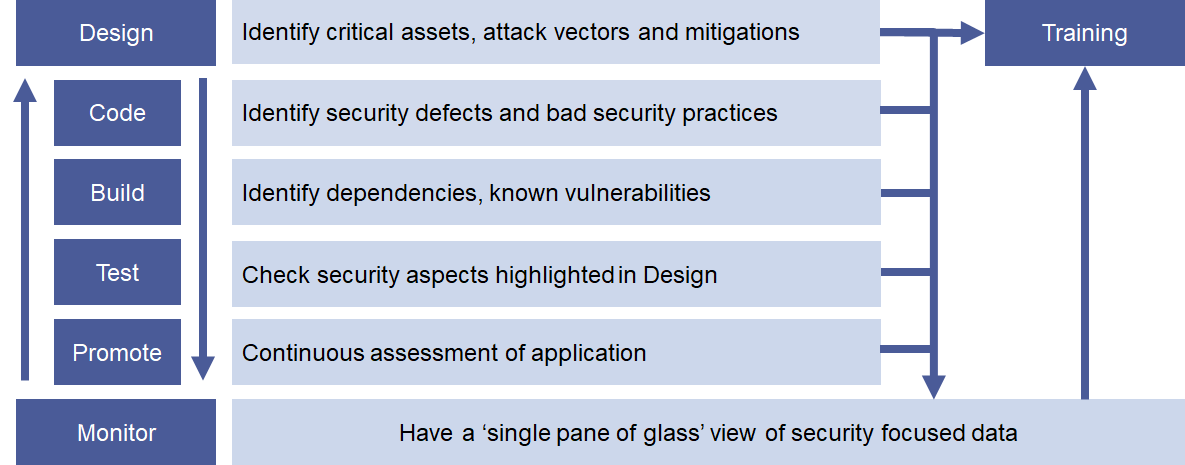 Design
Identify critical assets, attack vectors and mitigations
Training
Code
Identify security defects and bad security practices
Build
Identify dependencies, known vulnerabilities
Test
Check security aspects highlighted in Design
Promote
Continuous assessment of application
Monitor
Have a ‘single pane of glass’ view of security focused data